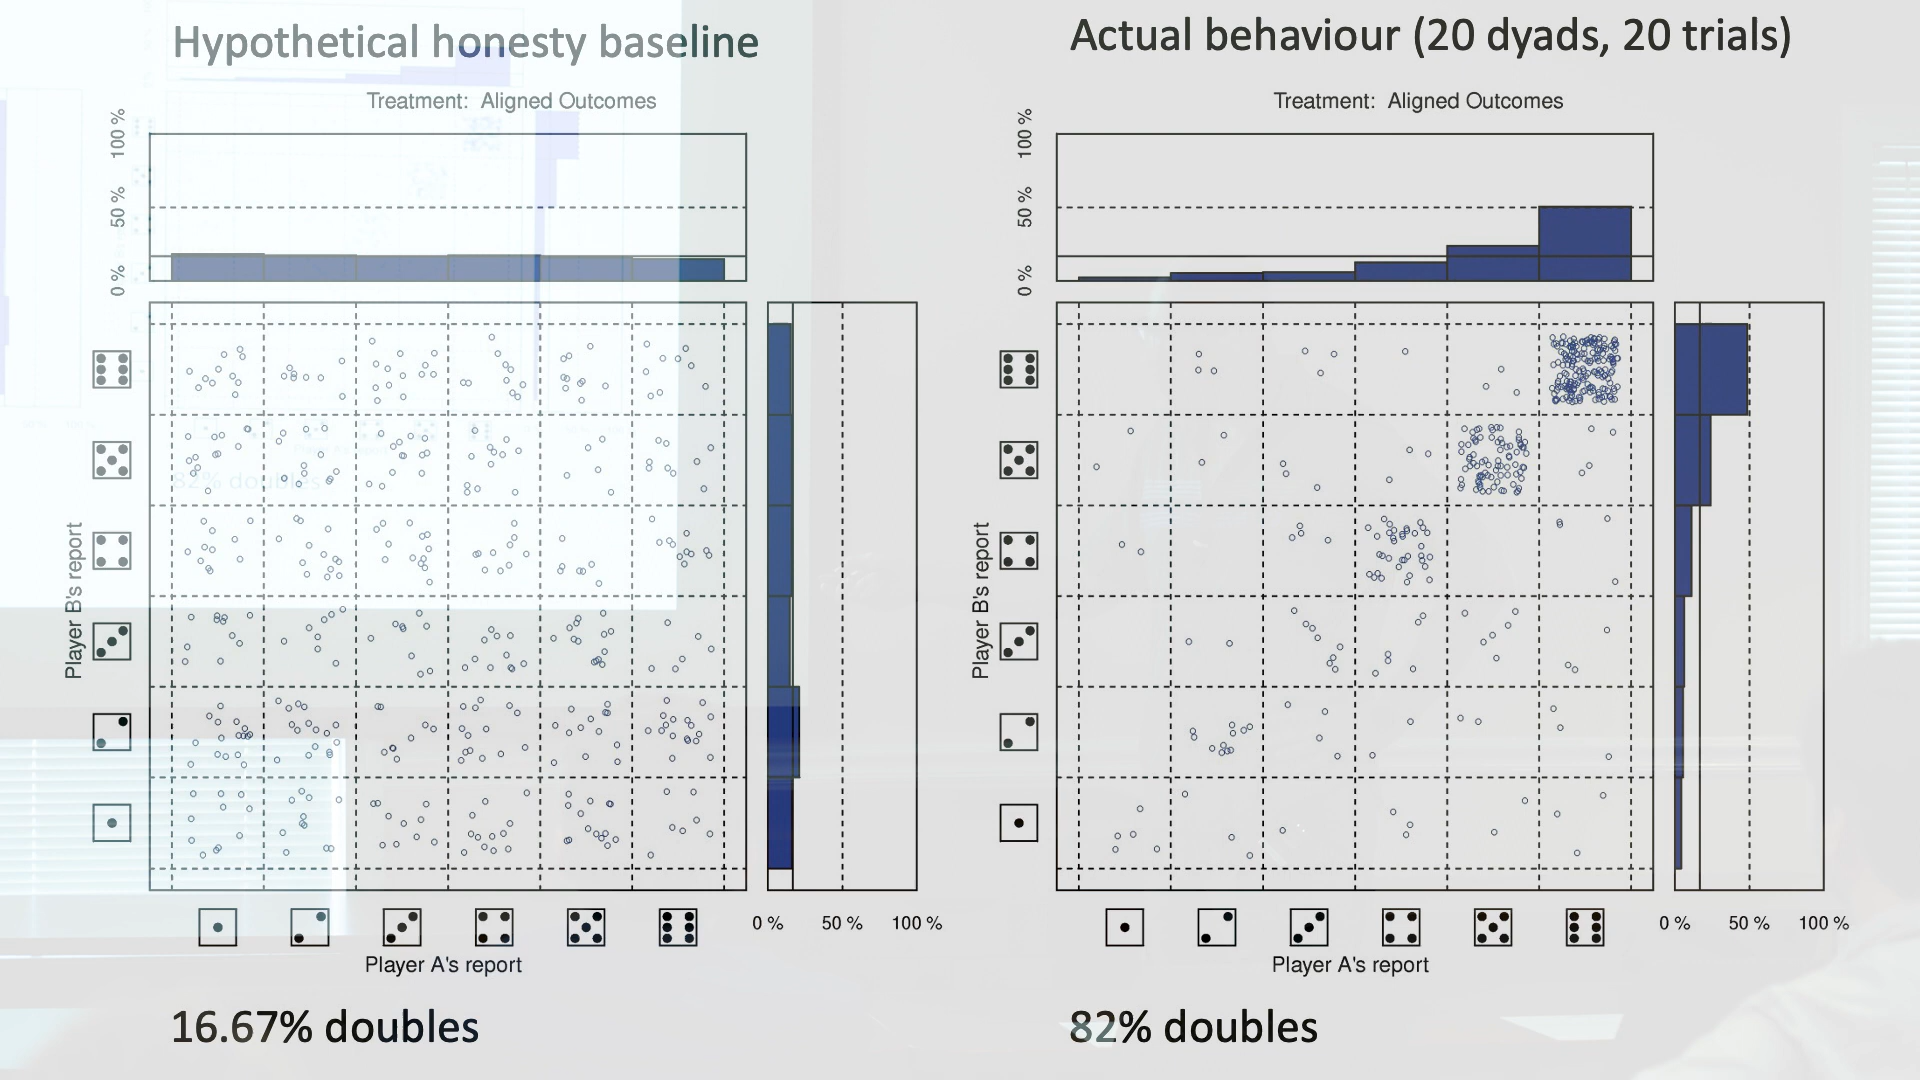 Hypothetical honesty baseline
Treatment: Aligned Outcomes
100 %
50 %
0 %
Player B's report
0 %
50 %
100 %
Player A's report
16.67% doubles
82% doubles
Actual behaviour (20 dyads, 20 trials)
Treatment: Aligned Outcomes
100 %
50 %
0 %
Player B's report
0 %
50 %
100 %
Player A's report
82% doubles